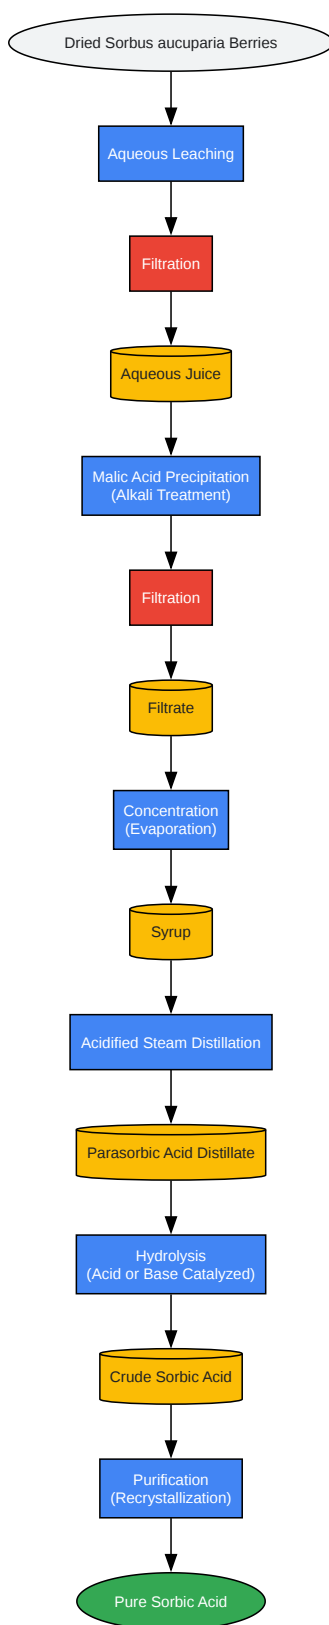 Dried Sorbus aucuparia Berries
Aqueous Leaching
Filtration
Aqueous Juice
Malic Acid Precipitation
(Alkali Treatment)
Filtration
Filtrate
Concentration
(Evaporation)
Syrup
Acidified Steam Distillation
Parasorbic Acid Distillate
Hydrolysis
(Acid or Base Catalyzed)
Crude Sorbic Acid
Purification
(Recrystallization)
Pure Sorbic Acid